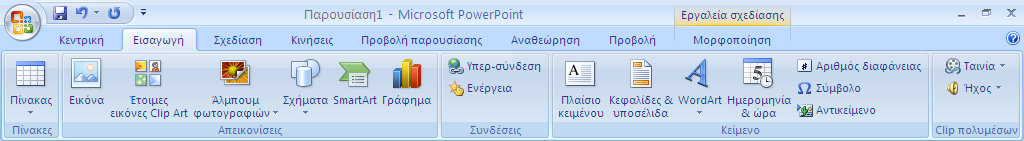 Παρουσίαση1 - Microsoft PowerPoint
Εργαλεία σχεδίασης
Κεντρική Εισαγωγή Σχεδίαση Κινήσεις Προβολή παρουσίασης Αναθεώρηση Προβολή Μορφοποίηση
Πίνακας
Εικόνα
Έτοιμες
εικόνες Clip Art
Άλμπουμ
φωτογραφιών
Σχήματα
SmartArt
Γράφημα
Υπερ-σύνδεση
Ενέργεια
Πλαίσιο
κειμένου
Κεφαλίδες &
υποσέλιδα
WordArt
Ημερομηνία
& ώρα
Αριθμός διαφάνειας
Σύμβολο
Αντικείμενο
Ταινία
Ήχος
Πίνακες
Απεικονίσεις
Συνδέσεις
Κείμενο
Clip πολυμέσων